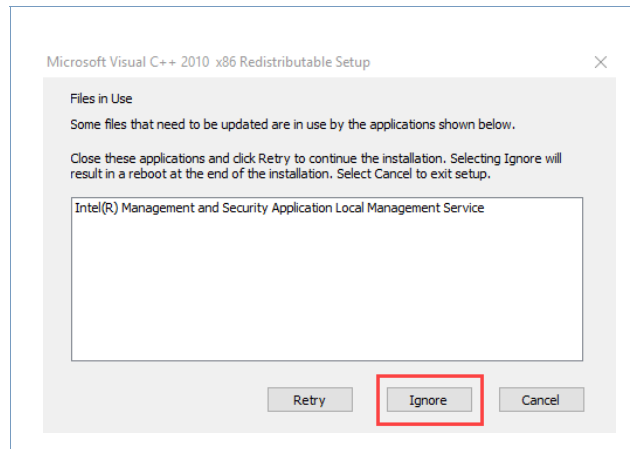 Microsoft Visual C++ 2010 x86 Redistributable Setup
Files in Use
Some files that need to be updated are in use by the applications shown below.
Close these applications and click Retry to continue the installation. Selecting Ignore will
result in a reboot at the end of the installation. Select Cancel to exit setup.
Intel(R) Management and Security Application Local Management Service
Retry Ignore Cancel